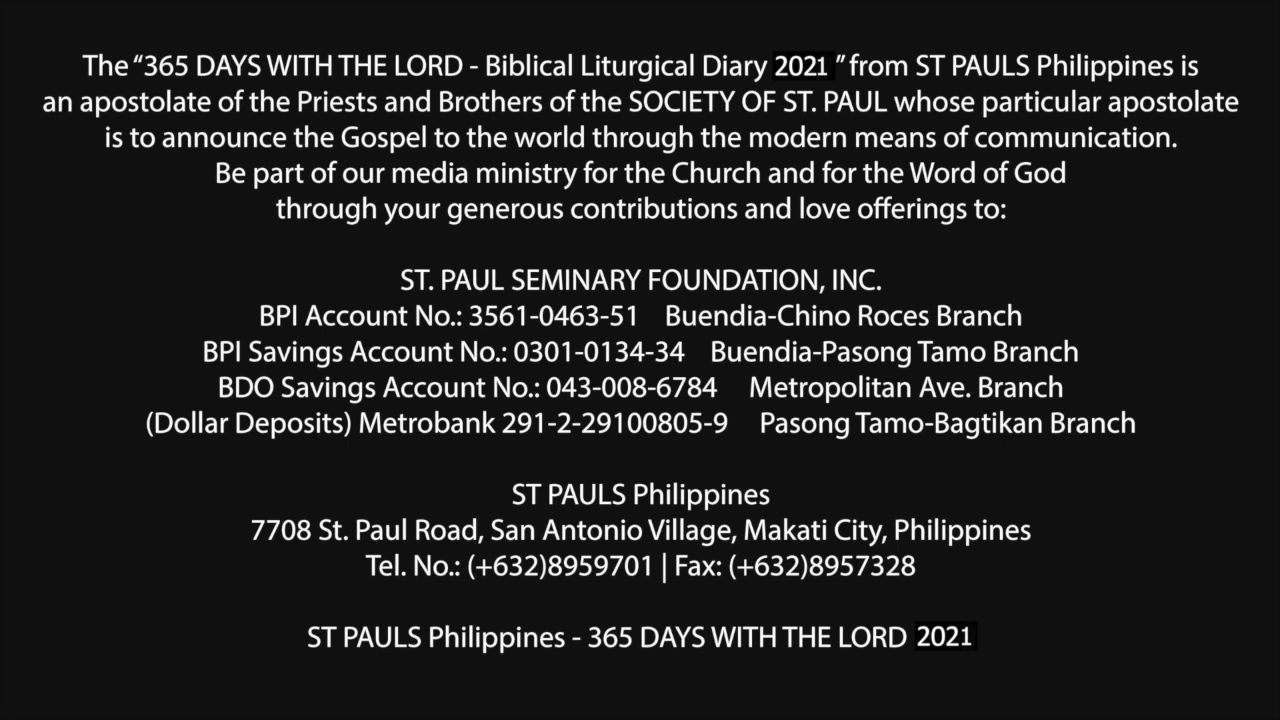 The “365 DAYS WITH THE LORD - Biblical Liturgical Diary 2021 ” from ST PAULS Philippines is
an apostolate of the Priests and Brothers of the SOCIETY OF ST. PAUL whose particular apostolate
is to announce the Gospel to the world through the modern means of communication.
Be part of our media ministry for the Church and for the Word of God
through your generous contributions and love offerings to:
ST. PAUL SEMINARY FOUNDATION, INC.
BPI Account No.: 3561-0463-51 Buendia-Chino Roces Branch
BPI Savings Account No.: 0301-0134-34 Buendia-Pasong Tamo Branch
BDO Savings Account No.: 043-008-6784 Metropolitan Ave. Branch
(Dollar Deposits) Metrobank 291-2-29100805-9 Pasong Tamo-Bagtikan Branch
ST PAULS Philippines
7708 St. Paul Road, San Antonio Village, Makati City, Philippines
Tel. No.: (+632)8959701 | Fax: (+632)8957328
ST PAULS Philippines - 365 DAYS WITH THE LORD 2021